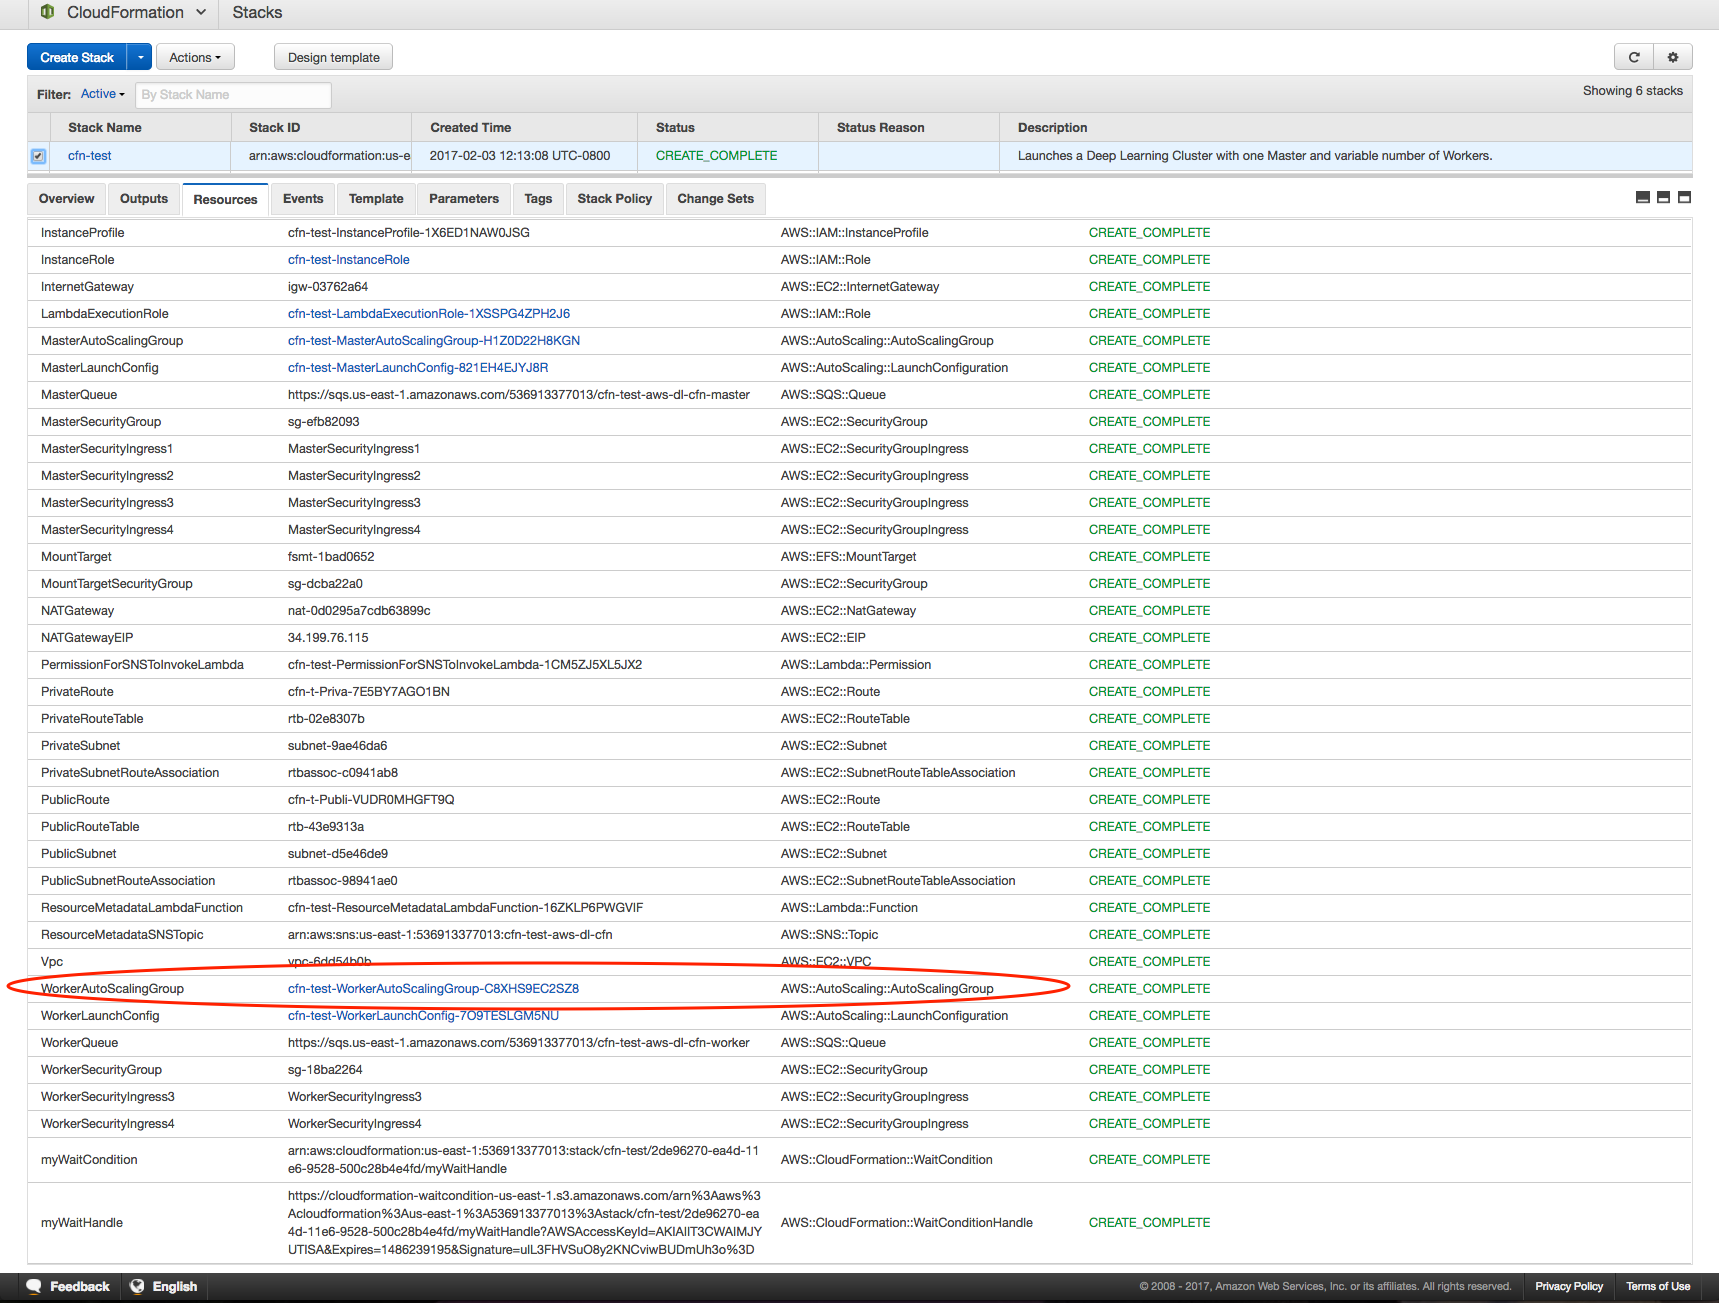 CloudFormation Stacks
Create Stack Actions Design template
Filter: Active By Stack Name Showing 6 stacks
Stack Name Stack ID Created Time Status Status Reason Description
cfn-test arn:aws:cloudformation:us-e 2017-02-03 12:13:08 UTC-0800 CREATE_COMPLETE Launches a Deep Learning Cluster with one Master and variable number of Workers.
Overview Outputs Resources Events Template Parameters Tags Stack Policy Change Sets
InstanceProfile cfn-test-InstanceProfile-1X6ED1NAW0JSG AWS::IAM::InstanceProfile CREATE_COMPLETE
InstanceRole cfn-test-InstanceRole AWS::IAM::Role CREATE_COMPLETE
InternetGateway igw-03762a64 AWS::EC2::InternetGateway CREATE_COMPLETE
LambdaExecutionRole cfn-test-LambdaExecutionRole-1XSSPG4ZPH2J6 AWS::IAM::Role CREATE_COMPLETE
MasterAutoScalingGroup cfn-test-MasterAutoScalingGroup-H1Z0D22H8KGN AWS::AutoScaling::AutoScalingGroup CREATE_COMPLETE
MasterLaunchConfig cfn-test-MasterLaunchConfig-821EH4EJYJ8R AWS::AutoScaling::LaunchConfiguration CREATE_COMPLETE
MasterQueue https://sqs.us-east-1.amazonaws.com/536913377013/cfn-test-aws-dl-cfn-master AWS::SQS::Queue CREATE_COMPLETE
MasterSecurityGroup sg-efb82093 AWS::EC2::SecurityGroup CREATE_COMPLETE
MasterSecurityIngress1 MasterSecurityIngress1 AWS::EC2::SecurityGroupIngress CREATE_COMPLETE
MasterSecurityIngress2 MasterSecurityIngress2 AWS::EC2::SecurityGroupIngress CREATE_COMPLETE
MasterSecurityIngress3 MasterSecurityIngress3 AWS::EC2::SecurityGroupIngress CREATE_COMPLETE
MasterSecurityIngress4 MasterSecurityIngress4 AWS::EC2::SecurityGroupIngress CREATE_COMPLETE
MountTarget fsmt-1bad0652 AWS::EFS::MountTarget CREATE_COMPLETE
MountTargetSecurityGroup sg-dcba22a0 AWS::EC2::SecurityGroup CREATE_COMPLETE
NATGateway nat-0d0295a7cdb63899c AWS::EC2::NatGateway CREATE_COMPLETE
NATGatewayEIP 34.199.76.115 AWS::EC2::EIP CREATE_COMPLETE
PermissionForSNSToInvokeLambda cfn-test-PermissionForSNSToInvokeLambda-1CM5ZJ5XL5JX2 AWS::Lambda::Permission CREATE_COMPLETE
PrivateRoute cfn-t-Priva-7E5BY7AGO1BN AWS::EC2::Route CREATE_COMPLETE
PrivateRouteTable rtb-02e8307b AWS::EC2::RouteTable CREATE_COMPLETE
PrivateSubnet subnet-9ae46da6 AWS::EC2::Subnet CREATE_COMPLETE
PrivateSubnetRouteAssociation rtbassoc-c0941ab8 AWS::EC2::SubnetRouteTableAssociation CREATE_COMPLETE
PublicRoute cfn-t-Publi-VUDR0MHGFT9Q AWS::EC2::Route CREATE_COMPLETE
PublicRouteTable rtb-43e9313a AWS::EC2::RouteTable CREATE_COMPLETE
PublicSubnet subnet-d5e46de9 AWS::EC2::Subnet CREATE_COMPLETE
PublicSubnetRouteAssociation rtbassoc-98941ae0 AWS::EC2::SubnetRouteTableAssociation CREATE_COMPLETE
ResourceMetadataLambdaFunction cfn-test-ResourceMetadataLambdaFunction-16ZKLP6PWGVIF AWS::Lambda::Function CREATE_COMPLETE
ResourceMetadataSNSTopic arn:aws:sns:us-east-1:536913377013:cfn-test-aws-dl-cfn AWS::SNS::Topic CREATE_COMPLETE
Vpc vpc-6dd54b0b AWS::EC2::VPC CREATE_COMPLETE
WorkerAutoScalingGroup cfn-test-WorkerAutoScalingGroup-C8XHS9EC2SZ8 AWS::AutoScaling::AutoScalingGroup CREATE_COMPLETE
WorkerLaunchConfig cfn-test-WorkerLaunchConfig-7O9TESLGM5NU AWS::AutoScaling::LaunchConfiguration CREATE_COMPLETE
WorkerQueue https://sqs.us-east-1.amazonaws.com/536913377013/cfn-test-aws-dl-cfn-worker AWS::SQS::Queue CREATE_COMPLETE
WorkerSecurityGroup sg-18ba2264 AWS::EC2::SecurityGroup CREATE_COMPLETE
WorkerSecurityIngress3 WorkerSecurityIngress3 AWS::EC2::SecurityGroupIngress CREATE_COMPLETE
WorkerSecurityIngress4 WorkerSecurityIngress4 AWS::EC2::SecurityGroupIngress CREATE_COMPLETE
myWaitCondition arn:aws:cloudformation:us-east-1:536913377013:stack/cfn-test/2de96270-ea4d-11
e6-9528-500c28b4e4fd/myWaitHandle AWS::CloudFormation::WaitCondition CREATE_COMPLETE
https://cloudformation-waitcondition-us-east-1.s3.amazonaws.com/arn%3Aaws%3
Acloudformation%3Aus-east-1%3A536913377013%3Astack/cfn-test/2de96270-ea
myWaitHandle 4d-11e6-9528-500c28b4e4fd/myWaitHandle?AWSAccessKeyId=AKIAIIT3CWAIMJY AWS::CloudFormation::WaitConditionHandle CREATE_COMPLETE
UTISA&Expires=1486239195&Signature=ulL3FHVSuO8y2KNCviwBUDmUh3o%3D
Feedback English © 2008 - 2017, Amazon Web Services, Inc. or its affiliates. All rights reserved. Privacy Policy Terms of Use